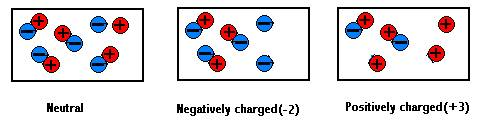 Neutral
Negatively charged(-2)
Positively charged(+3)